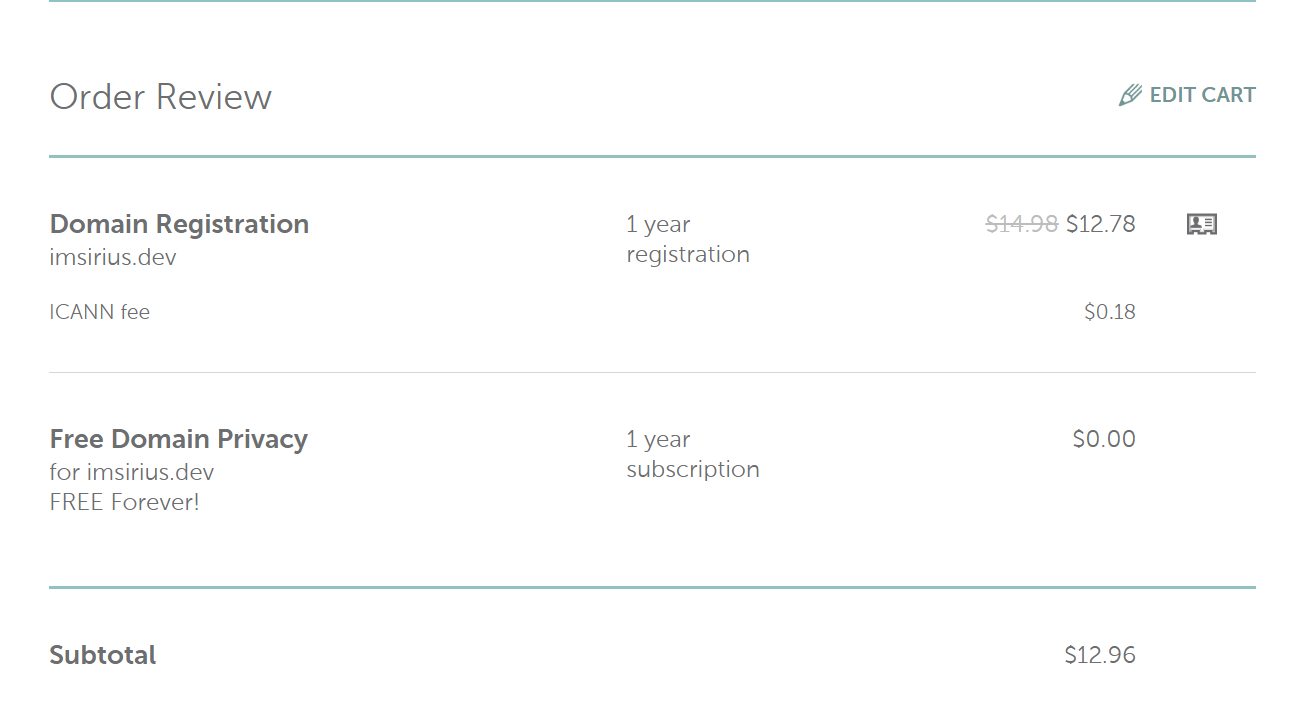 Order Review
EDIT CART
Domain Registration
imsirius.dev
1 year
registration
$14.98 $12.78
ICANN fee
$0.18
Free Domain Privacy
for imsirius.dev
FREE Forever!
1 year
subscription
$0.00
Subtotal
$12.96